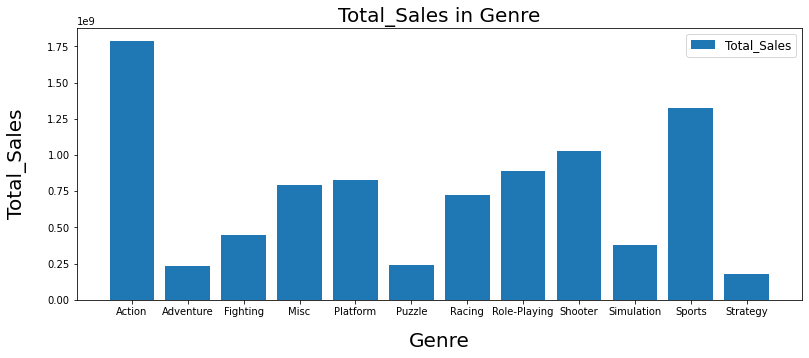 Total_Sales in Genre
1e9
Total_Sales
1.75
1.50
1.25
1.00
0.75
0.50
0.25
0.00
Total_Sales
Action Adventure Fighting Misc Platform Puzzle Racing Role-Playing Shooter Simulation Sports Strategy
Genre